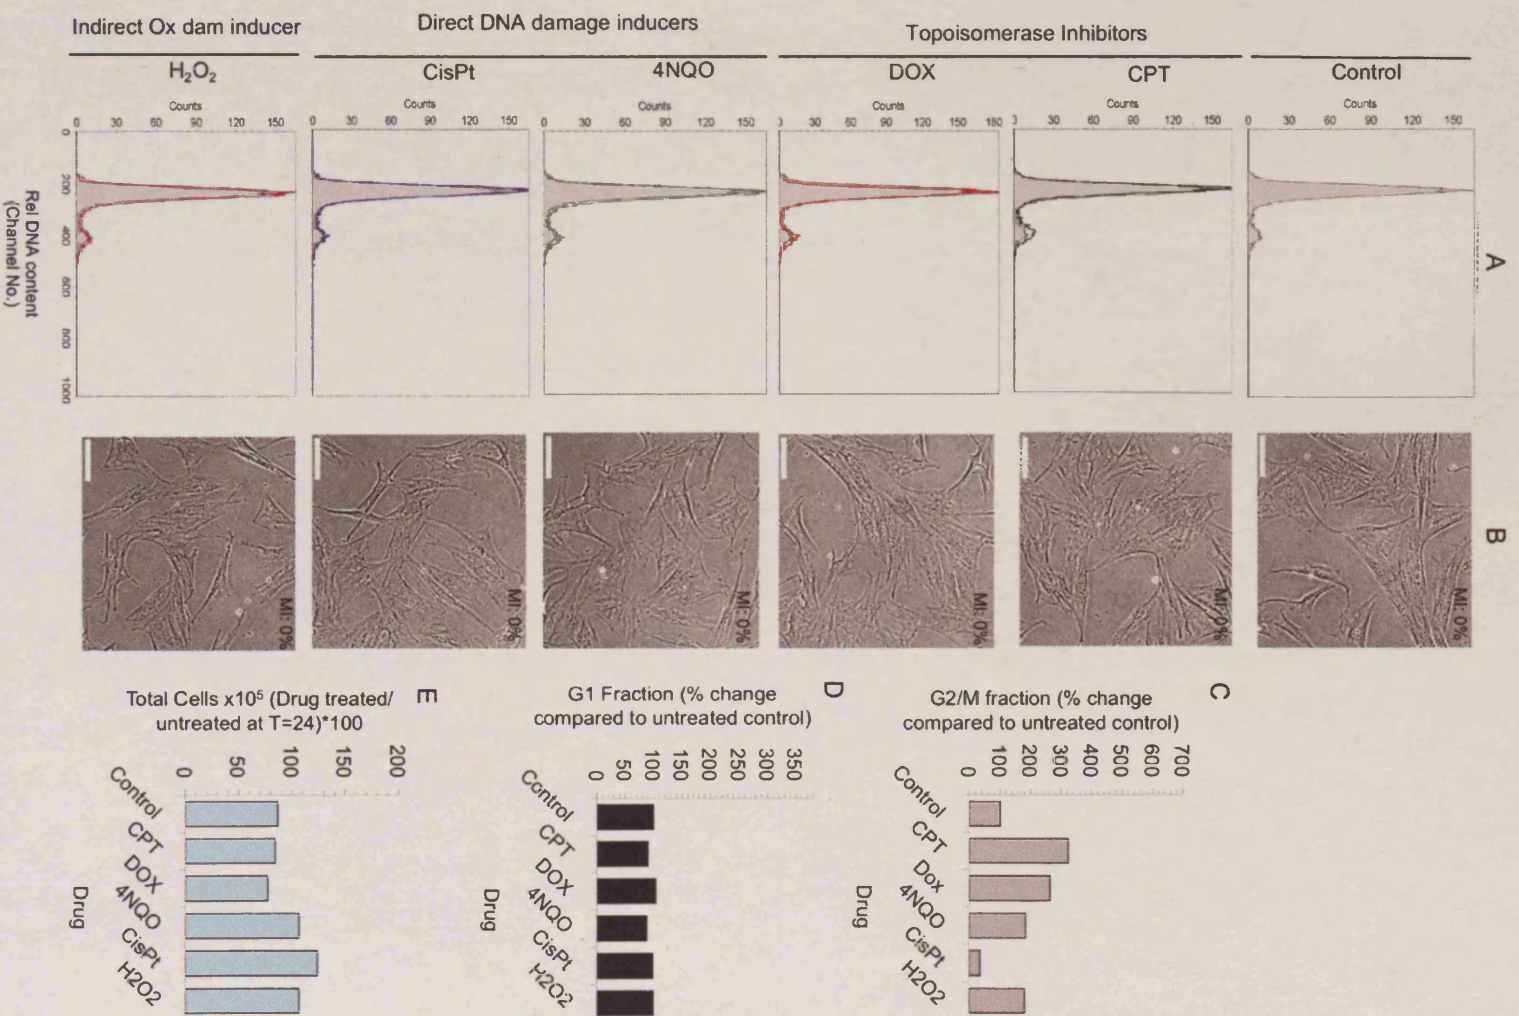 Indirect Ox dam inducer
Direct DNA damage inducers
Topoisomerase Inhibitors
H₂O₂
CisPt
4NQO
DOX
CPT
Control
Counts
Counts
Counts
Counts
Counts
Counts
0 30 60 90 120 150
0 30 60 90 120 150
0 30 60 90 120 150
0 30 60 90 120 150 180
0 30 60 90 120 150
0 30 60 90 120 150
0 200 400 600 800 1000
Rel DNA content
(Channel No.)
A
MI: 0%
MI: 0%
MI: 0%
MI: 0%
MI: 0%
MI: 0%
B
C
G2/M fraction (% change
compared to untreated control)
0 100 200 300 400 500 600 700
Control
CPT
Dox
4NQO
CisPt
H2O2
Drug
D
G1 Fraction (% change
compared to untreated control)
0 50 100 150 200 250 300 350
Control
CPT
DOX
4NQO
CisPt
H2O2
Drug
E
Total Cells x10⁵ (Drug treated/
untreated at T=24)*100
0 50 100 150 200
Control
CPT
DOX
4NQO
CisPt
H2O2
Drug